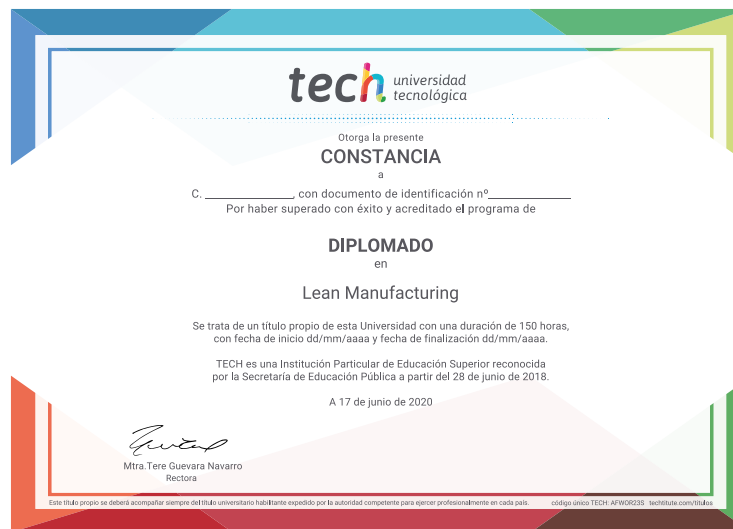 tech universidad
tecnológica
Otorga la presente
CONSTANCIA
a
C. ______________, con documento de identificación nº______________
Por haber superado con éxito y acreditado el programa de
DIPLOMADO
en
Lean Manufacturing
Se trata de un título propio de esta Universidad con una duración de 150 horas,
con fecha de inicio dd/mm/aaaa y fecha de finalización dd/mm/aaaa.
TECH es una Institución Particular de Educación Superior reconocida
por la Secretaría de Educación Pública a partir del 28 de junio de 2018.
A 17 de junio de 2020
Mtra.Tere Guevara Navarro
Rectora
Este título propio se deberá acompañar siempre del título universitario habilitante expedido por la autoridad competente para ejercer profesionalmente en cada país. código único TECH: AFWOR23S techtitute.com/títulos